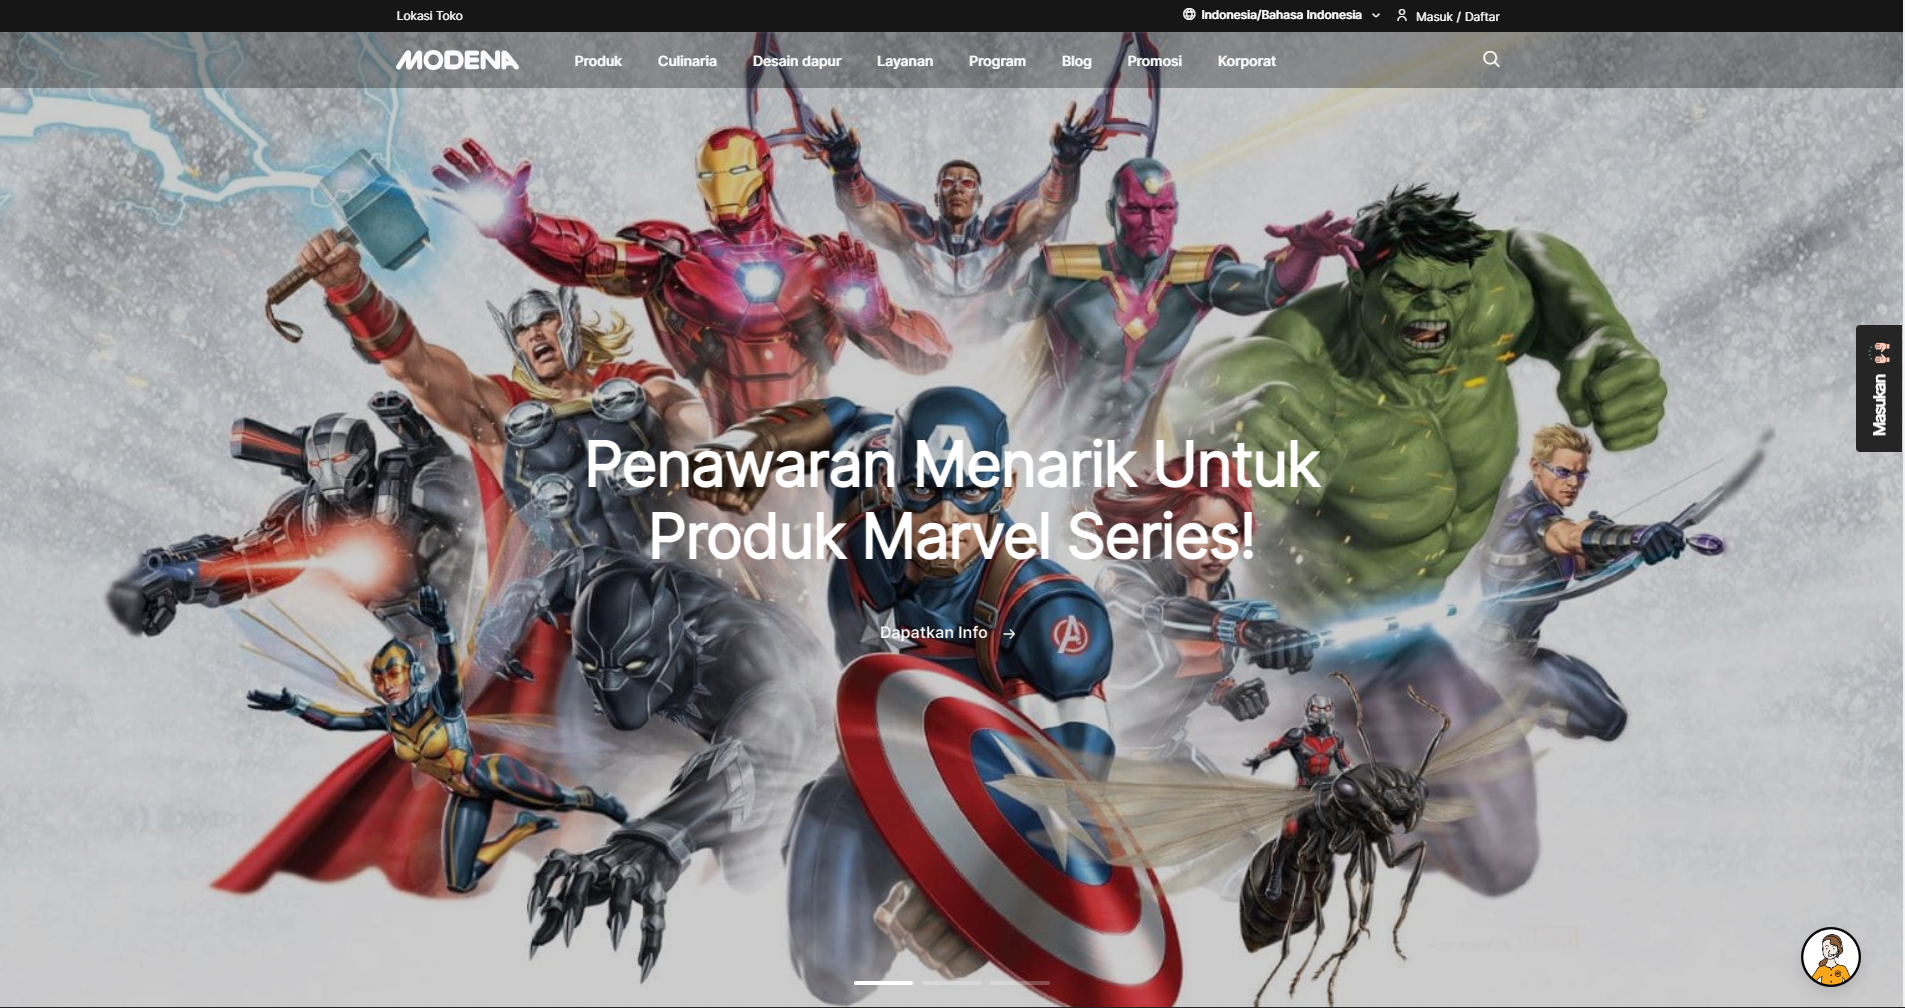 Lokasi Toko
Indonesia/Bahasa Indonesia
Masuk / Daftar
MODENA
Produk
Culinaria
Desain dapur
Layanan
Program
Blog
Promosi
Korporat
Masukan
Penawaran Menarik Untuk
Produk Marvel Series!
Dapatkan Info